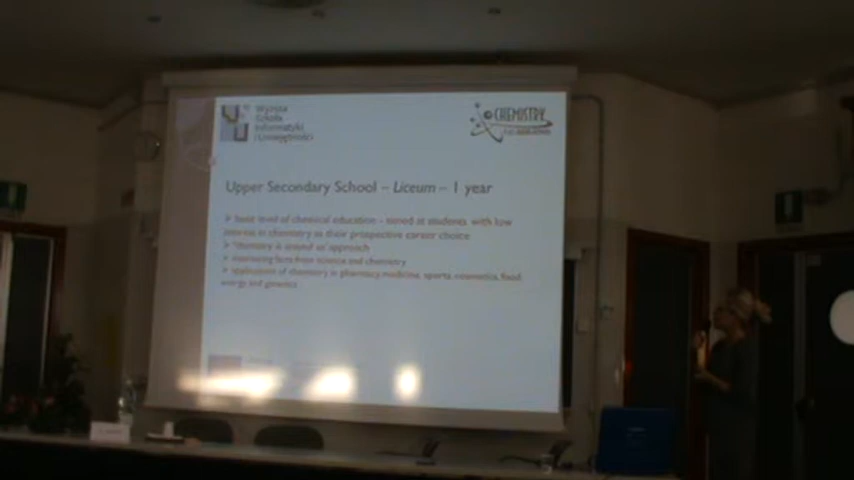 Wyższa
Szkoła
Informatyki
i Umiejętności
CHEMISTRY
Upper Secondary School – Liceum – 1 year
➢ basic level of chemical education – aimed at students with low
interest in chemistry as their prospective career choice
➢ 'chemistry is around us' approach
➢ interesting facts from science and chemistry
➢ applications of chemistry in pharmacy, medicine, sports, cosmetics, food,
energy and genetics